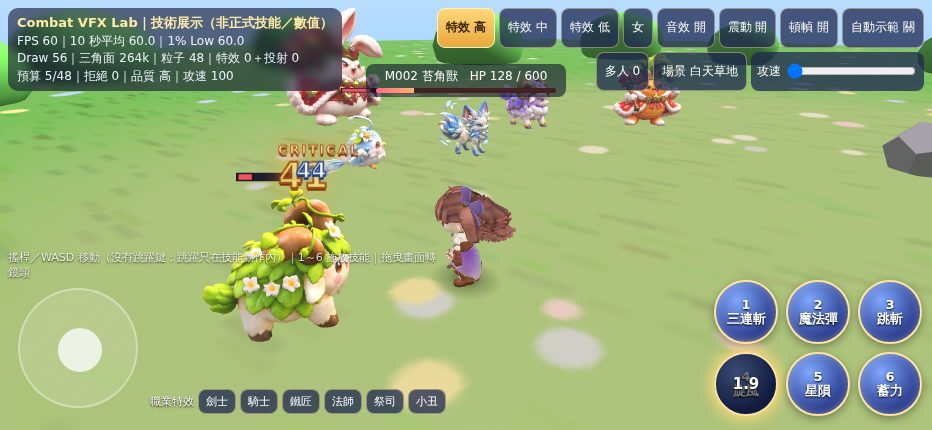 Combat VFX Lab | 技術展示（非正式技能／數值）
FPS 60｜10 秒平均 60.0｜1% Low 60.0
Draw 56｜三角面 264k｜粒子 48｜特效 0＋投射 0
預算 5/48｜拒絕 0｜品質 高｜攻速 100
特效 高
特效 中
特效 低
女
音效 開
震動 開
頓幀 開
自動示範 關
多人 0
場景 白天草地
攻速
M002 苔角獸 HP 128 / 600
CRITICAL
44
搖桿／WASD 移動（沒有跳躍鍵；跳躍只在技能動作內）｜1~6 施放技能｜拖曳畫面轉
鏡頭
1
三連斬
2
魔法彈
3
跳斬
1.9
旋風
5
星隕
6
蓄力
職業特效
劍士
騎士
鐵匠
法師
祭司
小丑